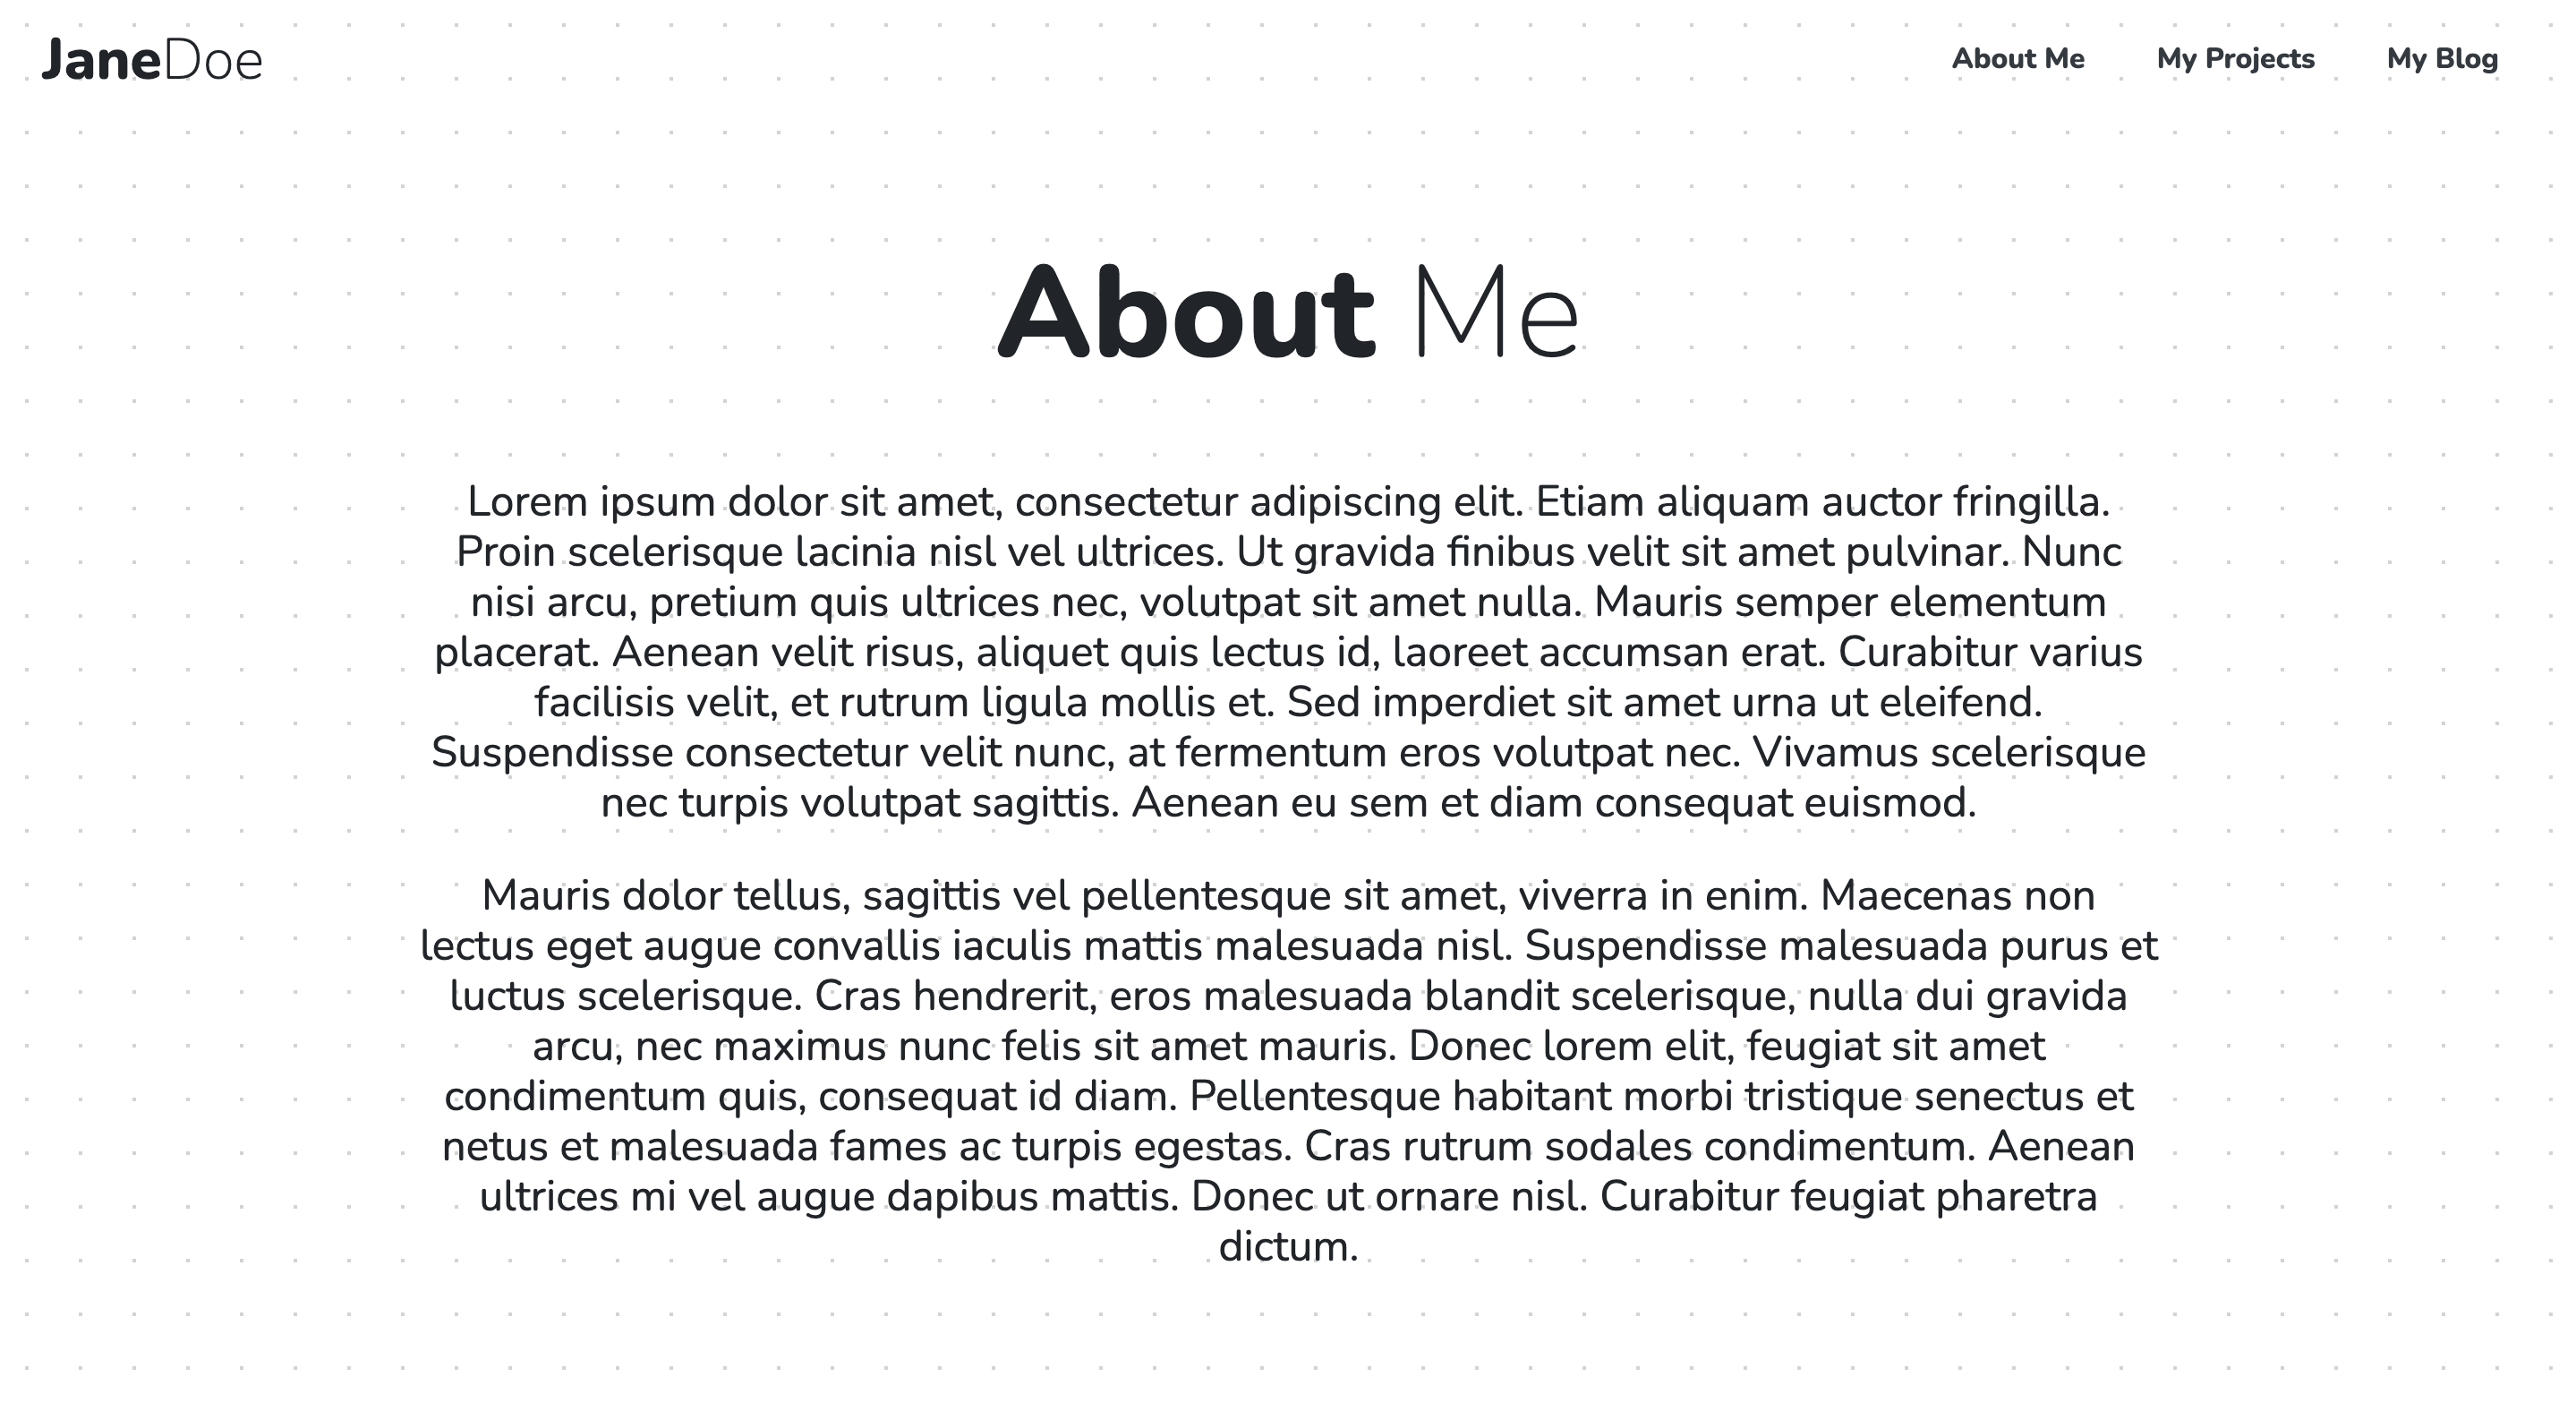 JaneDoe
About Me
My Projects
My Blog
About Me
Lorem ipsum dolor sit amet, consectetur adipiscing elit. Etiam aliquam auctor fringilla.
Proin scelerisque lacinia nisl vel ultrices. Ut gravida finibus velit sit amet pulvinar. Nunc
nisi arcu, pretium quis ultrices nec, volutpat sit amet nulla. Mauris semper elementum
placerat. Aenean velit risus, aliquet quis lectus id, laoreet accumsan erat. Curabitur varius
facilisis velit, et rutrum ligula mollis et. Sed imperdiet sit amet urna ut eleifend.
Suspendisse consectetur velit nunc, at fermentum eros volutpat nec. Vivamus scelerisque
nec turpis volutpat sagittis. Aenean eu sem et diam consequat euismod.
Mauris dolor tellus, sagittis vel pellentesque sit amet, viverra in enim. Maecenas non
lectus eget augue convallis iaculis mattis malesuada nisl. Suspendisse malesuada purus et
luctus scelerisque. Cras hendrerit, eros malesuada blandit scelerisque, nulla dui gravida
arcu, nec maximus nunc felis sit amet mauris. Donec lorem elit, feugiat sit amet
condimentum quis, consequat id diam. Pellentesque habitant morbi tristique senectus et
netus et malesuada fames ac turpis egestas. Cras rutrum sodales condimentum. Aenean
ultrices mi vel augue dapibus mattis. Donec ut ornare nisl. Curabitur feugiat pharetra
dictum.